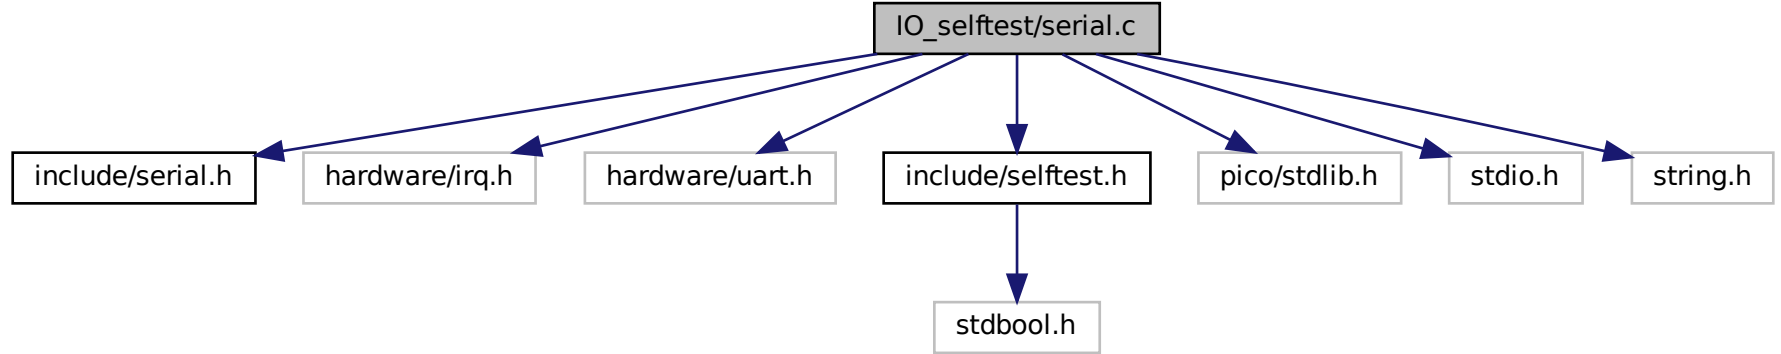 IO_selftest/serial.c
include/serial.h
hardware/irq.h
hardware/uart.h
include/selftest.h
pico/stdlib.h
stdio.h
string.h
stdbool.h